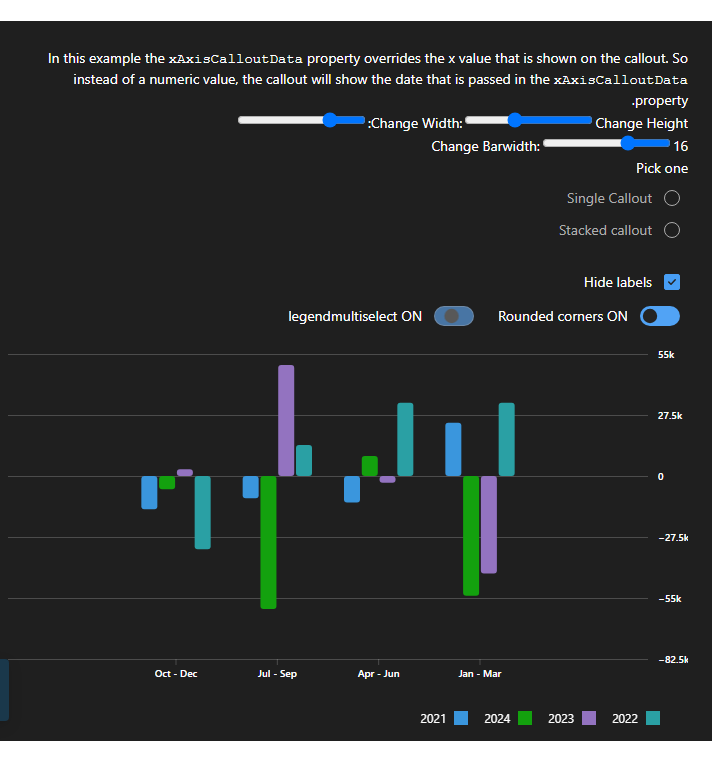 In this example the xAxisCalloutData property overrides the x value that is shown on the callout. So
instead of a numeric value, the callout will show the date that is passed in the xAxisCalloutData
.property
:Change Width: Change Height
Change Barwidth: 16
Pick one
Single Callout
Stacked callout
Hide labels
legendmultiselect ON Rounded corners ON
55k
27.5k
0
−27.5k
−55k
−82.5k
Oct - Dec Jul - Sep Apr - Jun Jan - Mar
2021 2024 2023 2022